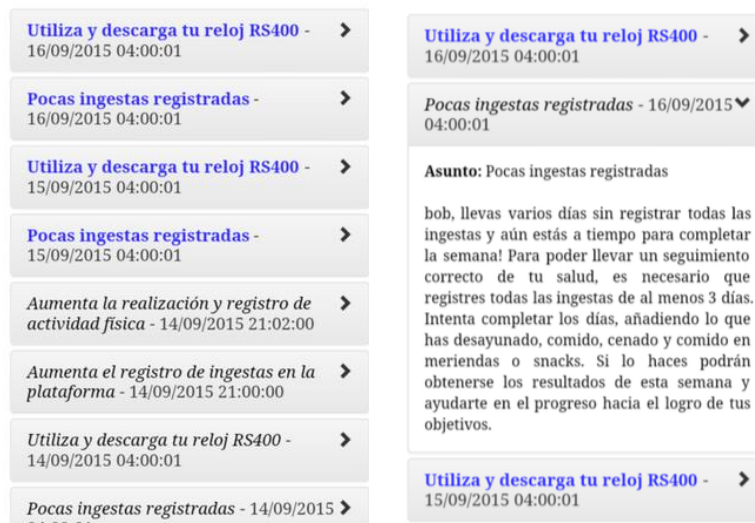 Utiliza y descarga tu reloj RS400 -
16/09/2015 04:00:01
Pocas ingestas registradas -
16/09/2015 04:00:01
Utiliza y descarga tu reloj RS400 -
15/09/2015 04:00:01
Pocas ingestas registradas -
15/09/2015 04:00:01
Aumenta la realización y registro de
actividad física - 14/09/2015 21:02:00
Aumenta el registro de ingestas en la
plataforma - 14/09/2015 21:00:00
Utiliza y descarga tu reloj RS400 -
14/09/2015 04:00:01
Pocas ingestas registradas - 14/09/2015
Utiliza y descarga tu reloj RS400 -
16/09/2015 04:00:01
Pocas ingestas registradas - 16/09/2015
04:00:01
Asunto: Pocas ingestas registradas
bob, llevas varios días sin registrar todas las
ingestas y aún estás a tiempo para completar
la semana! Para poder llevar un seguimiento
correcto de tu salud, es necesario que
registres todas las ingestas de al menos 3 días.
Intenta completar los días, añadiendo lo que
has desayunado, comido, cenado y comido en
meriendas o snacks. Si lo haces podrán
obtenerse los resultados de esta semana y
ayudarte en el progreso hacia el logro de tus
objetivos.
Utiliza y descarga tu reloj RS400 -
15/09/2015 04:00:01